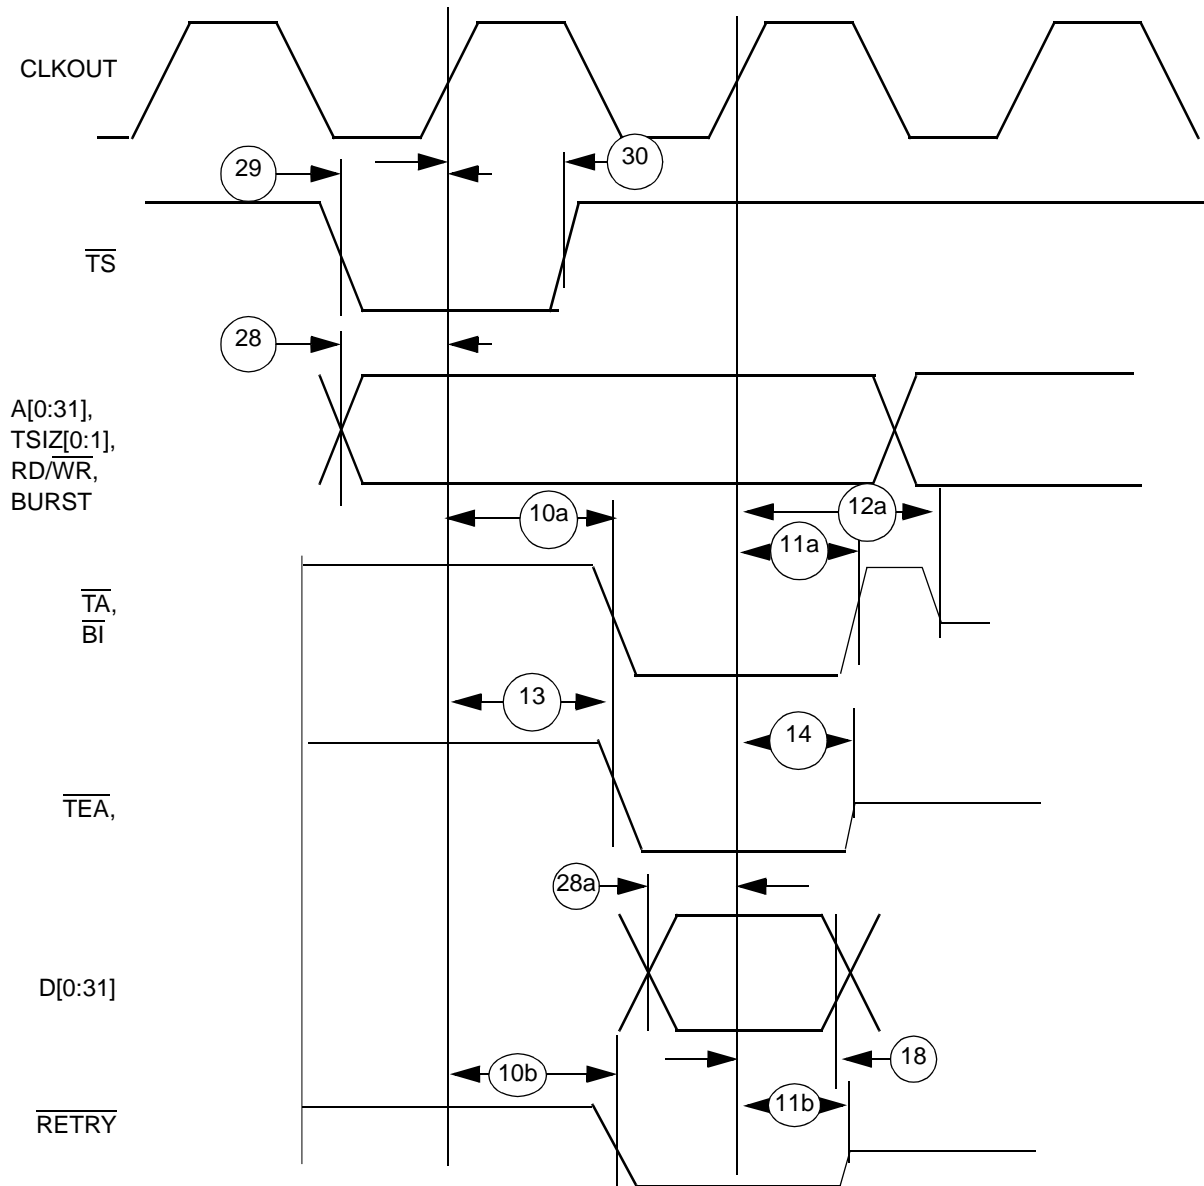 CLKOUT
29
30
TS
28
A[0:31],
TSIZ[0:1],
RD/WR,
BURST
10a
12a
11a
TA,
BI
13
14
TEA,
28a
D[0:31]
18
10b
11b
RETRY